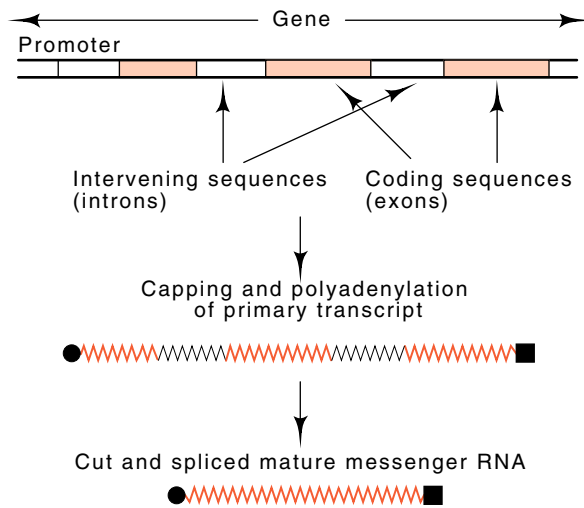 Gene
Promoter
Intervening sequences
(introns)
Coding sequences
(exons)
Capping and polyadenylation
of primary transcript
Cut and spliced mature messenger RNA